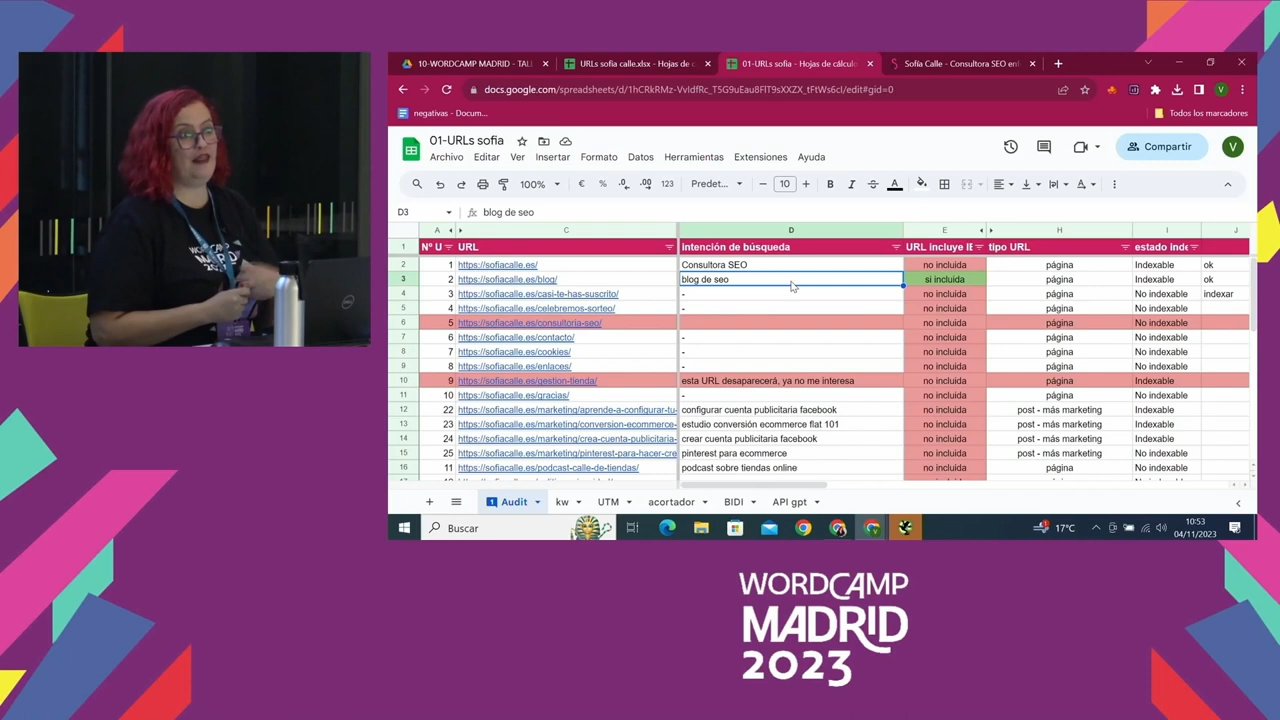 10-WORDCAMP MADRID - TAL
URLs sofia calle.xlsx - Hojas de c
01-URLs sofia - Hojas de cálculo
Sofía Calle - Consultora SEO en
negativas - Docum...
Todos los marcadores
01-URLs sofia
Archivo Editar Ver Insertar Formato Datos Herramientas Extensiones Ayuda
Compartir
V
100% € % .0 .00 123 Predet... 10 B I A
D3 fx blog de seo
A C D E H I J
1 Nº U URL intención de búsqueda URL incluye tipo URL estado inde
2 1 https://sofiacalle.es/ Consultora SEO no incluida página Indexable ok
3 2 https://sofiacalle.es/blog/ blog de seo si incluida página Indexable ok
4 3 https://sofiacalle.es/casi-te-has-suscrito/ - no incluida página No indexable indexar
5 4 https://sofiacalle.es/celebremos-sorteo/ - no incluida página No indexable
6 5 https://sofiacalle.es/consultoria-seo/ no incluida página No indexable
7 6 https://sofiacalle.es/contacto/ - no incluida página No indexable
8 7 https://sofiacalle.es/cookies/ - no incluida página No indexable
9 8 https://sofiacalle.es/enlaces/ - no incluida página No indexable
10 9 https://sofiacalle.es/gestion-tienda/ esta URL desaparecerá, ya no me interesa no incluida página Indexable
11 10 https://sofiacalle.es/gracias/ - no incluida página No indexable
12 22 https://sofiacalle.es/marketing/aprende-a-configurar-tu- configurar cuenta publicitaria facebook no incluida post - más marketing Indexable
13 23 https://sofiacalle.es/marketing/conversion-ecommerce- estudio conversión ecommerce flat 101 no incluida post - más marketing Indexable
14 24 https://sofiacalle.es/marketing/crea-cuenta-publicitaria- crear cuenta publicitaria facebook no incluida post - más marketing Indexable
15 25 https://sofiacalle.es/marketing/pinterest-para-hacer-cre pinterest para ecommerce no incluida post - más marketing Indexable
16 11 https://sofiacalle.es/podcast-calle-de-tiendas/ podcast sobre tiendas online no incluida página Indexable
1 Audit kw UTM acortador BIDI API gpt
Buscar
17°C
10:53
04/11/2023
WORDCAMP
MADRID
2023
WORDCAMP
MADRID
2023